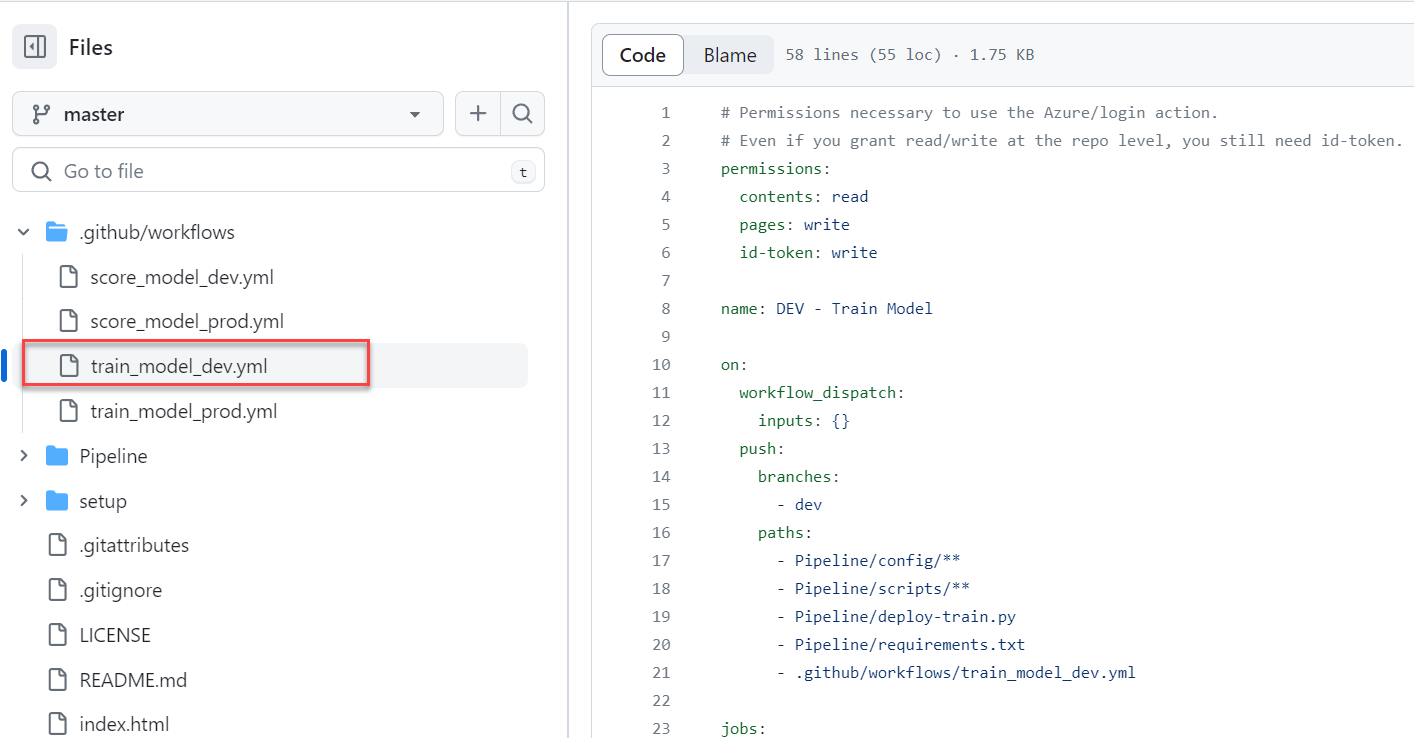 Files
master
Go to file
t
.github/workflows
score_model_dev.yml
score_model_prod.yml
train_model_dev.yml
train_model_prod.yml
Pipeline
setup
.gitattributes
.gitignore
LICENSE
README.md
index.html
Code Blame 58 lines (55 loc) · 1.75 KB
1 # Permissions necessary to use the Azure/login action.
2 # Even if you grant read/write at the repo level, you still need id-token.
3 permissions:
4   contents: read
5   pages: write
6   id-token: write
7
8 name: DEV - Train Model
9
10 on:
11   workflow_dispatch:
12     inputs: {}
13   push:
14     branches:
15       - dev
16     paths:
17       - Pipeline/config/**
18       - Pipeline/scripts/**
19       - Pipeline/deploy-train.py
20       - Pipeline/requirements.txt
21       - .github/workflows/train_model_dev.yml
22
23 jobs: